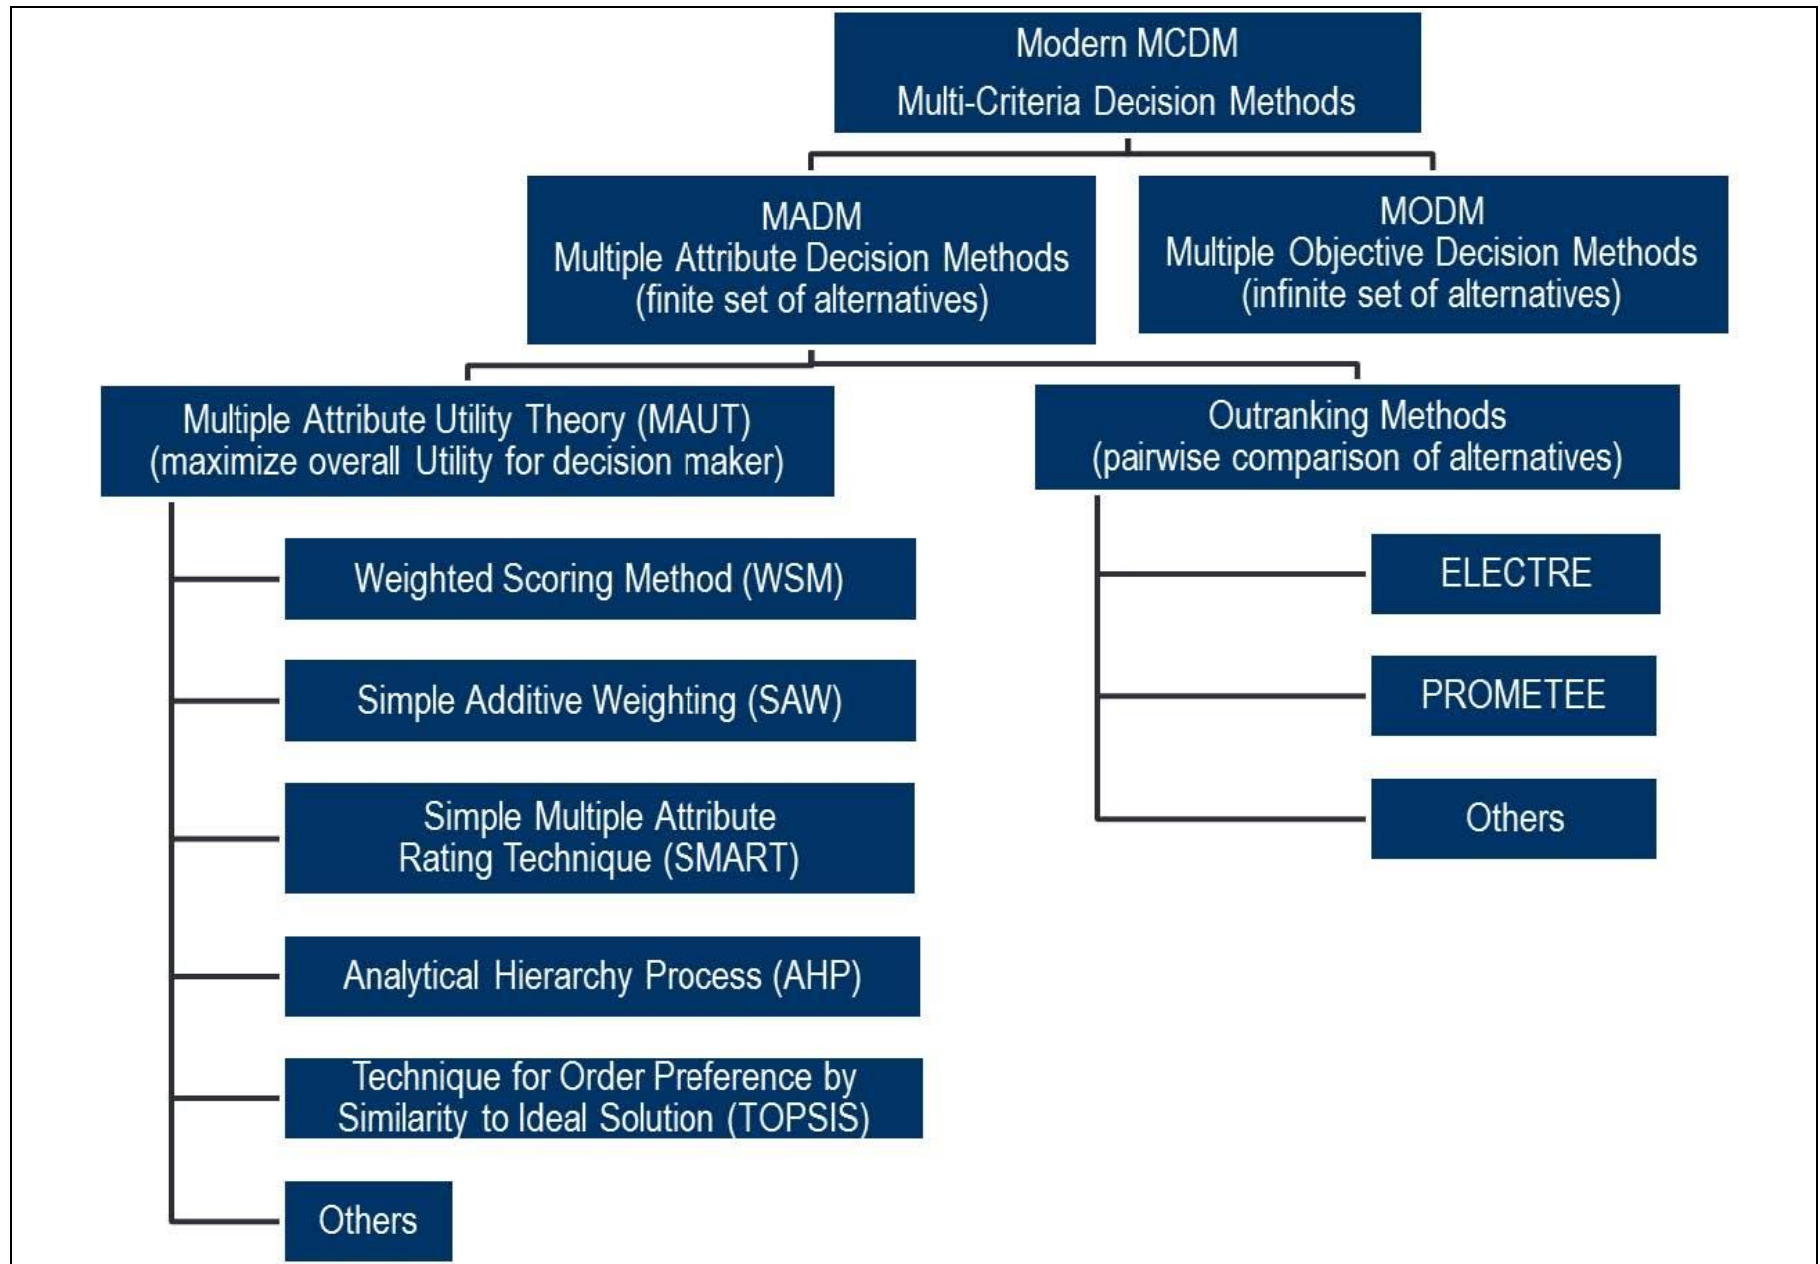 Modern MCDM
Multi-Criteria Decision Methods
MADM
Multiple Attribute Decision Methods
(finite set of alternatives)
MODM
Multiple Objective Decision Methods
(infinite set of alternatives)
Multiple Attribute Utility Theory (MAUT)
(maximize overall Utility for decision maker)
Outranking Methods
(pairwise comparison of alternatives)
Weighted Scoring Method (WSM)
Simple Additive Weighting (SAW)
Simple Multiple Attribute
Rating Technique (SMART)
Analytical Hierarchy Process (AHP)
Technique for Order Preference by
Similarity to Ideal Solution (TOPSIS)
Others
ELECTRE
PROMETEE
Others